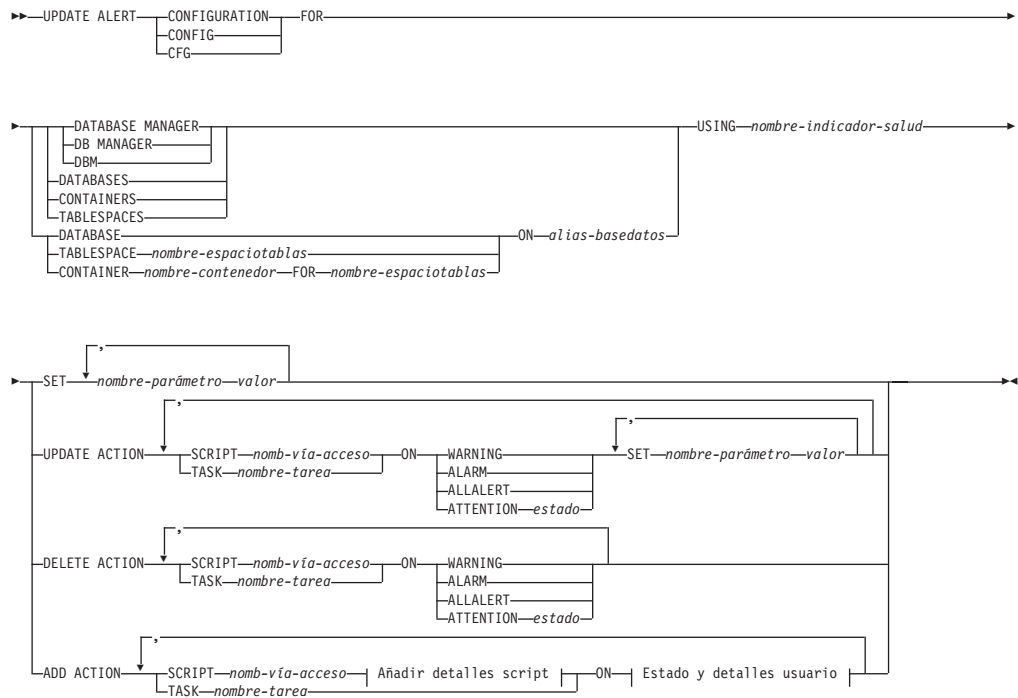 UPDATE ALERT CONFIGURATION FOR
CONFIG
CFG
DATABASE MANAGER USING nombre-indicador-salud
DB MANAGER
DBM
DATABASES
CONTAINERS
TABLESPACES
DATABASE ON alias-basedatos
TABLESPACE nombre-espaciotablas
CONTAINER nombre-contenedor FOR nombre-espaciotablas
,
SET nombre-parámetro valor
,
,
UPDATE ACTION SCRIPT nomb-vía-acceso ON WARNING SET nombre-parámetro valor
TASK nombre-tarea ALARM
ALLALERT
ATTENTION estado
,
DELETE ACTION SCRIPT nomb-vía-acceso ON WARNING
TASK nombre-tarea ALARM
ALLALERT
ATTENTION estado
,
ADD ACTION SCRIPT nomb-vía-acceso Añadir detalles script ON Estado y detalles usuario
TASK nombre-tarea